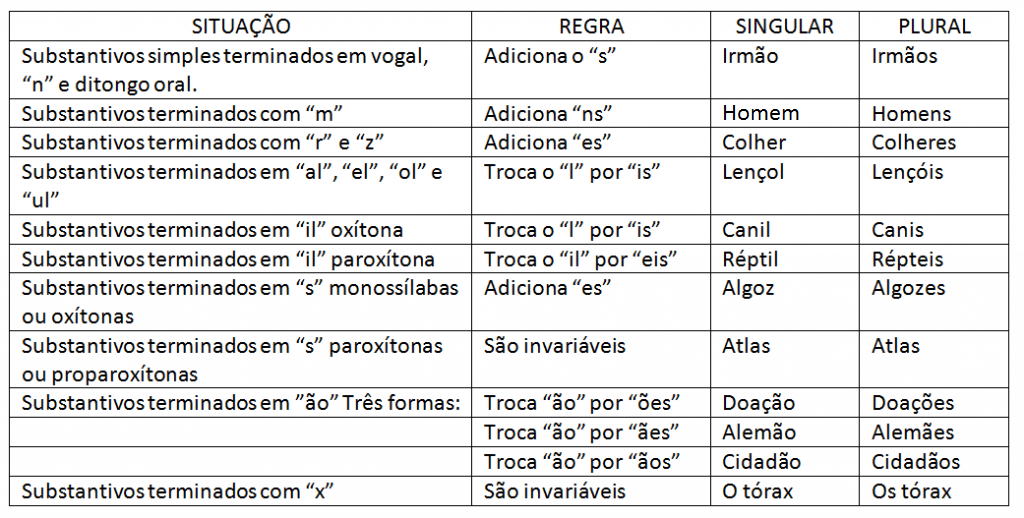 SITUAÇÃO REGRA SINGULAR PLURAL
Substantivos simples terminados em vogal, Adiciona o “s” Irmão Irmãos
“n” e ditongo oral.
Substantivos terminados com “m” Adiciona “ns” Homem Homens
Substantivos terminados com “r” e “z” Adiciona “es” Colher Colheres
Substantivos terminados em “al”, “el”, “ol” e Troca o “l” por “is” Lençol Lençóis
“ul”
Substantivos terminados em “il” oxítona Troca o “l” por “is” Canil Canis
Substantivos terminados em “il” paroxítona Troca o “il” por “eis” Réptil Répteis
Substantivos terminados em “s” monossílabas Adiciona “es” Algoz Algozes
ou oxítonas
Substantivos terminados em “s” paroxítonas São invariáveis Atlas Atlas
ou proparoxítonas
Substantivos terminados em ”ão” Três formas: Troca “ão” por “ões” Doação Doações
Troca “ão” por “ães” Alemão Alemães
Troca “ão” por “ãos” Cidadão Cidadãos
Substantivos terminados com “x” São invariáveis O tórax Os tórax